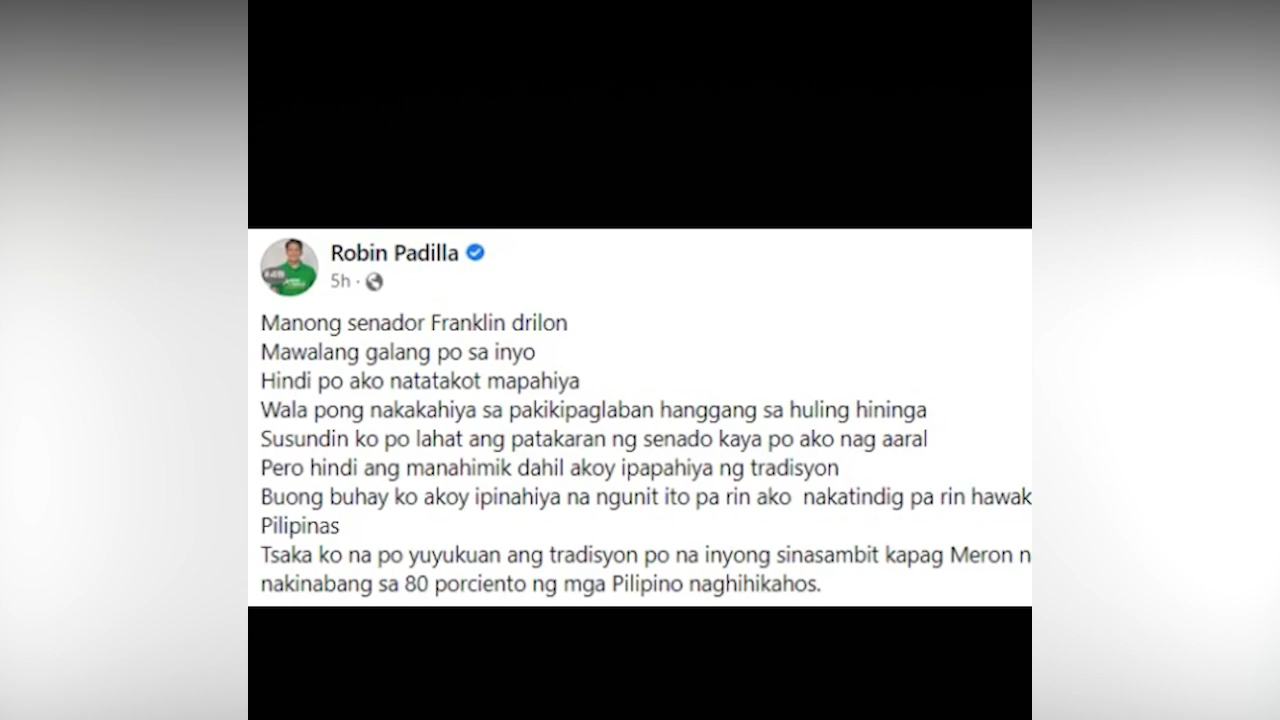 Robin Padilla
5h ·
Manong senador Franklin drilon
Mawalang galang po sa inyo
Hindi po ako natatakot mapahiya
Wala pong nakakahiya sa pakikipaglaban hanggang sa huling hininga
Susundin ko po lahat ang patakaran ng senado kaya po ako nag aaral
Pero hindi ang manahimik dahil akoy ipapahiya ng tradisyon
Buong buhay ko akoy ipinahiya na ngunit ito pa rin ako nakatindig pa rin hawak
Pilipinas
Tsaka ko na po yuyukuan ang tradisyon po na inyong sinasambit kapag Meron n
nakinabang sa 80 porciento ng mga Pilipino naghihikahos.